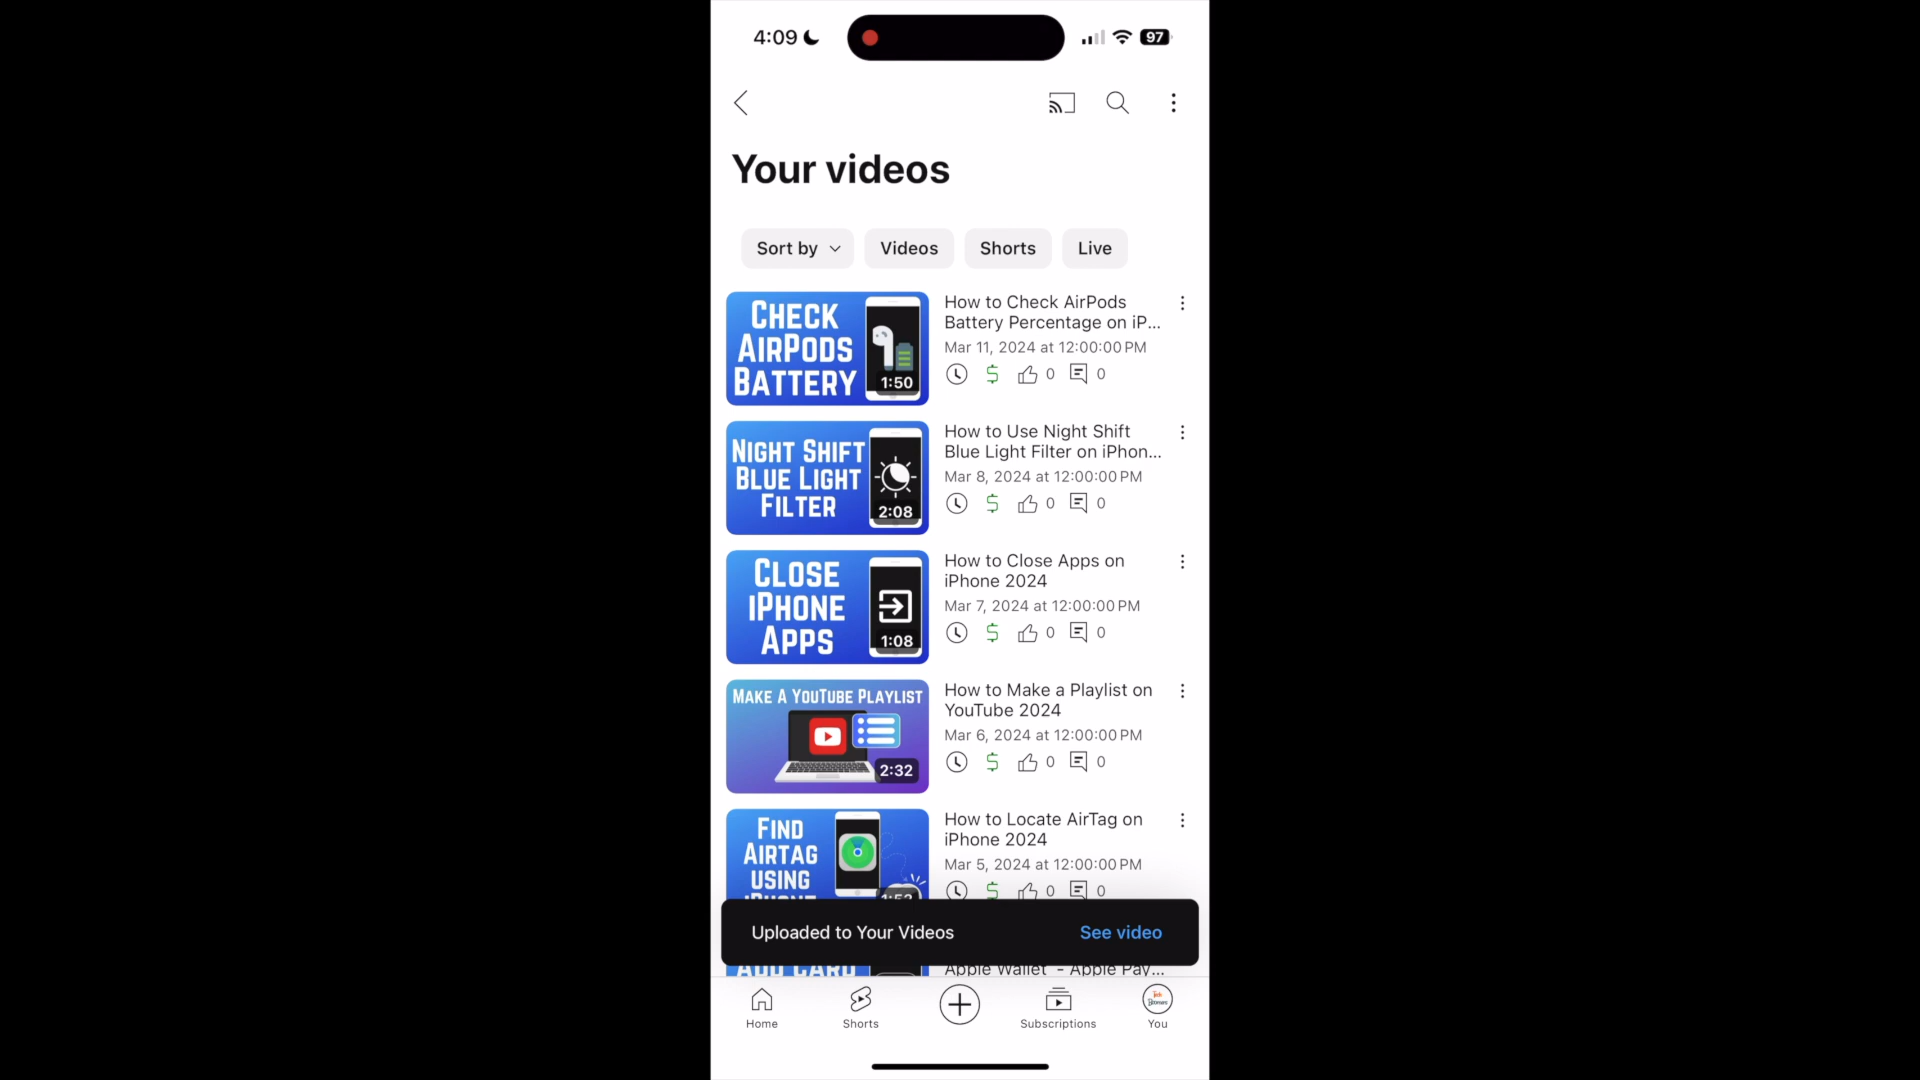 4:09
97
Your videos
Sort by Videos Shorts Live
CHECK
AIRPODS
BATTERY
1:50
How to Check AirPods
Battery Percentage on iP...
Mar 11, 2024 at 12:00:00 PM
0 0
NIGHT SHIFT
BLUE LIGHT
FILTER
2:08
How to Use Night Shift
Blue Light Filter on iPhon...
Mar 8, 2024 at 12:00:00 PM
0 0
CLOSE
IPHONE
APPS
1:08
How to Close Apps on
iPhone 2024
Mar 7, 2024 at 12:00:00 PM
0 0
MAKE A YOUTUBE PLAYLIST
2:32
How to Make a Playlist on
YouTube 2024
Mar 6, 2024 at 12:00:00 PM
0 0
FIND
AIRTAG
USING
How to Locate AirTag on
iPhone 2024
Mar 5, 2024 at 12:00:00 PM
0 0
Uploaded to Your Videos See video
ADD CARD
Apple Wallet - Apple Pay...
Home Shorts Subscriptions You